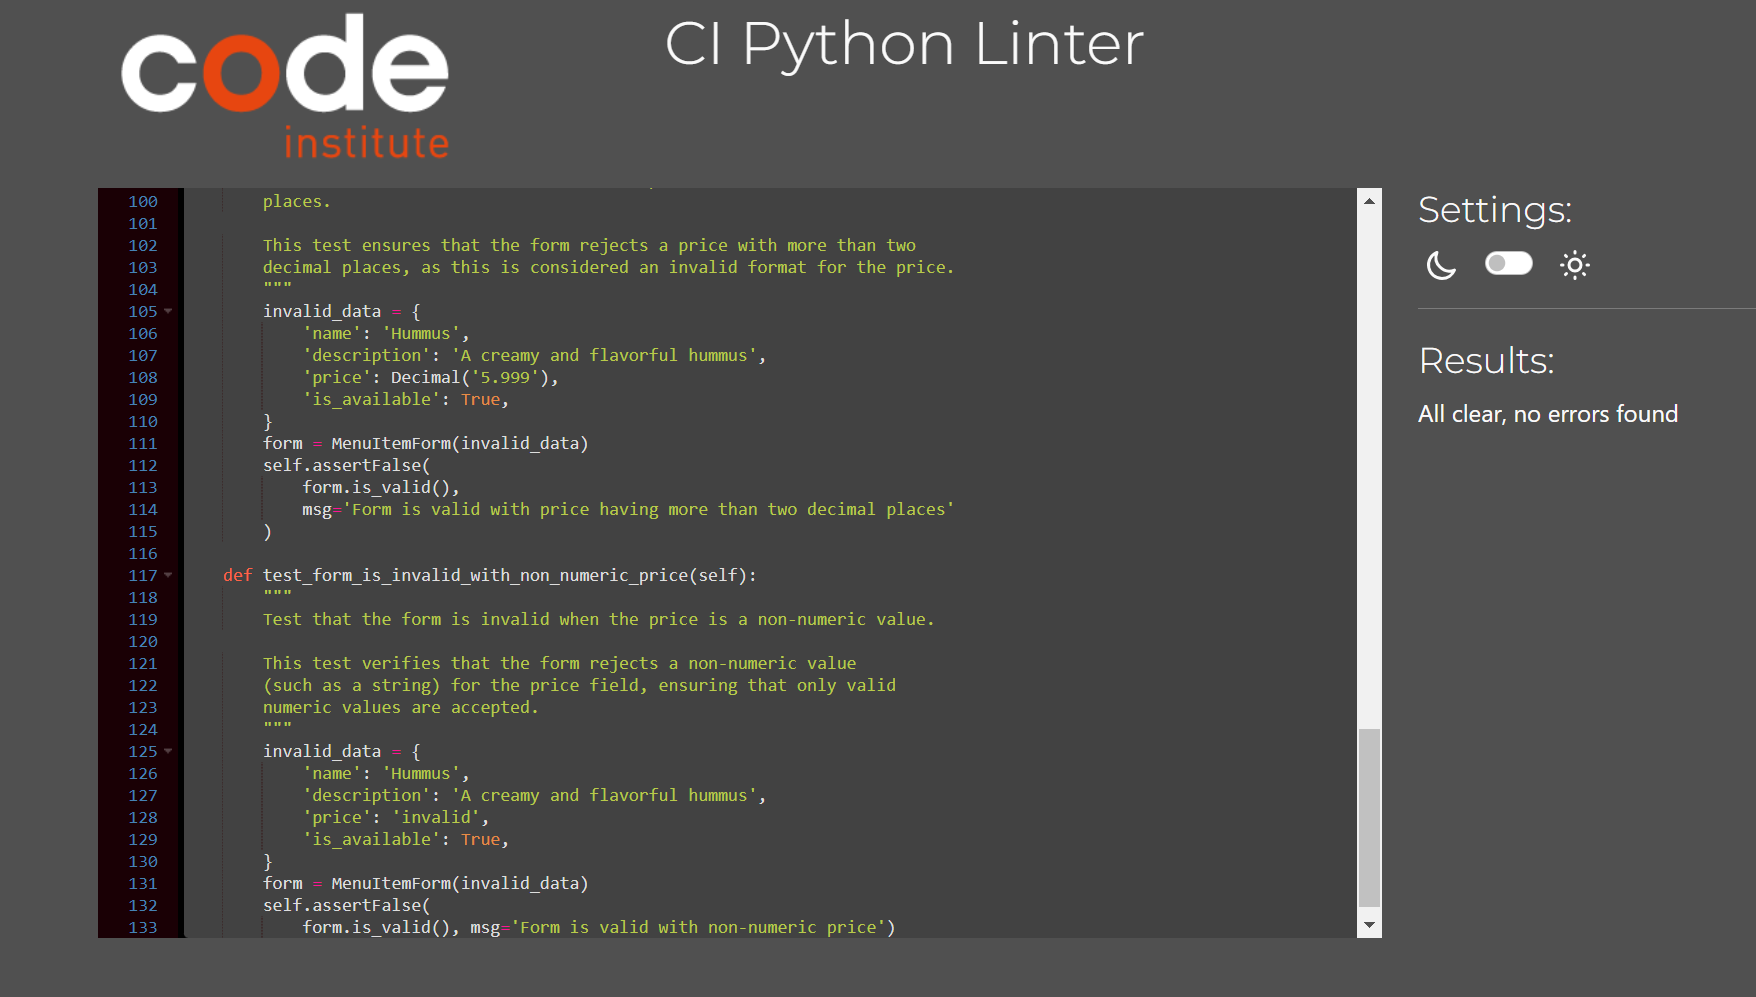 code
institute
CI Python Linter
100 places.
101
102 This test ensures that the form rejects a price with more than two
103 decimal places, as this is considered an invalid format for the price.
104 """
105 invalid_data = {
106 'name': 'Hummus',
107 'description': 'A creamy and flavorful hummus',
108 'price': Decimal('5.999'),
109 'is_available': True,
110 }
111 form = MenuItemForm(invalid_data)
112 self.assertFalse(
113 form.is_valid(),
114 msg='Form is valid with price having more than two decimal places'
115 )
116
117 def test_form_is_invalid_with_non_numeric_price(self):
118 """
119 Test that the form is invalid when the price is a non-numeric value.
120
121 This test verifies that the form rejects a non-numeric value
122 (such as a string) for the price field, ensuring that only valid
123 numeric values are accepted.
124 """
125 invalid_data = {
126 'name': 'Hummus',
127 'description': 'A creamy and flavorful hummus',
128 'price': 'invalid',
129 'is_available': True,
130 }
131 form = MenuItemForm(invalid_data)
132 self.assertFalse(
133 form.is_valid(), msg='Form is valid with non-numeric price')
Settings:
Results:
All clear, no errors found